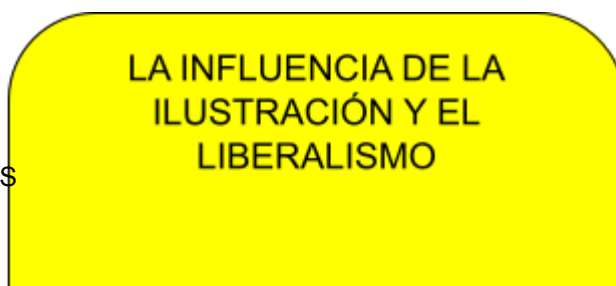 LA INFLUENCIA DE LA
ILUSTRACIÓN Y EL
LIBERALISMO
s